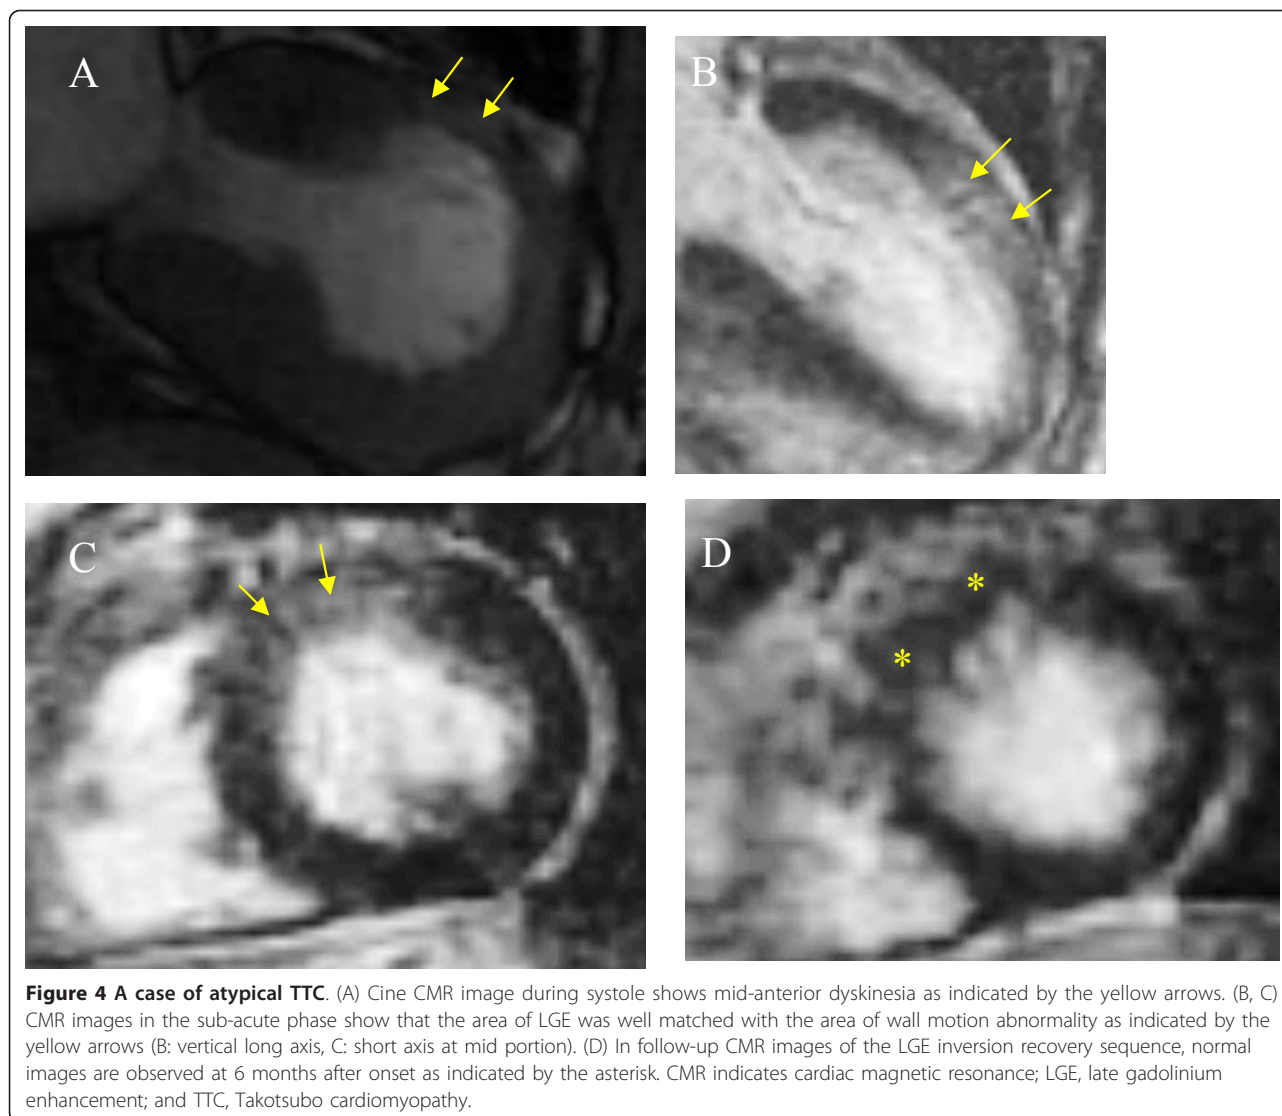 A
B
C
D
*
*
Figure 4 A case of atypical TTC. (A) Cine CMR image during systole shows mid-anterior dyskinesia as indicated by the yellow arrows. (B, C)
CMR images in the sub-acute phase show that the area of LGE was well matched with the area of wall motion abnormality as indicated by the
yellow arrows (B: vertical long axis, C: short axis at mid portion). (D) In follow-up CMR images of the LGE inversion recovery sequence, normal
images are observed at 6 months after onset as indicated by the asterisk. CMR indicates cardiac magnetic resonance; LGE, late gadolinium
enhancement; and TTC, Takotsubo cardiomyopathy.